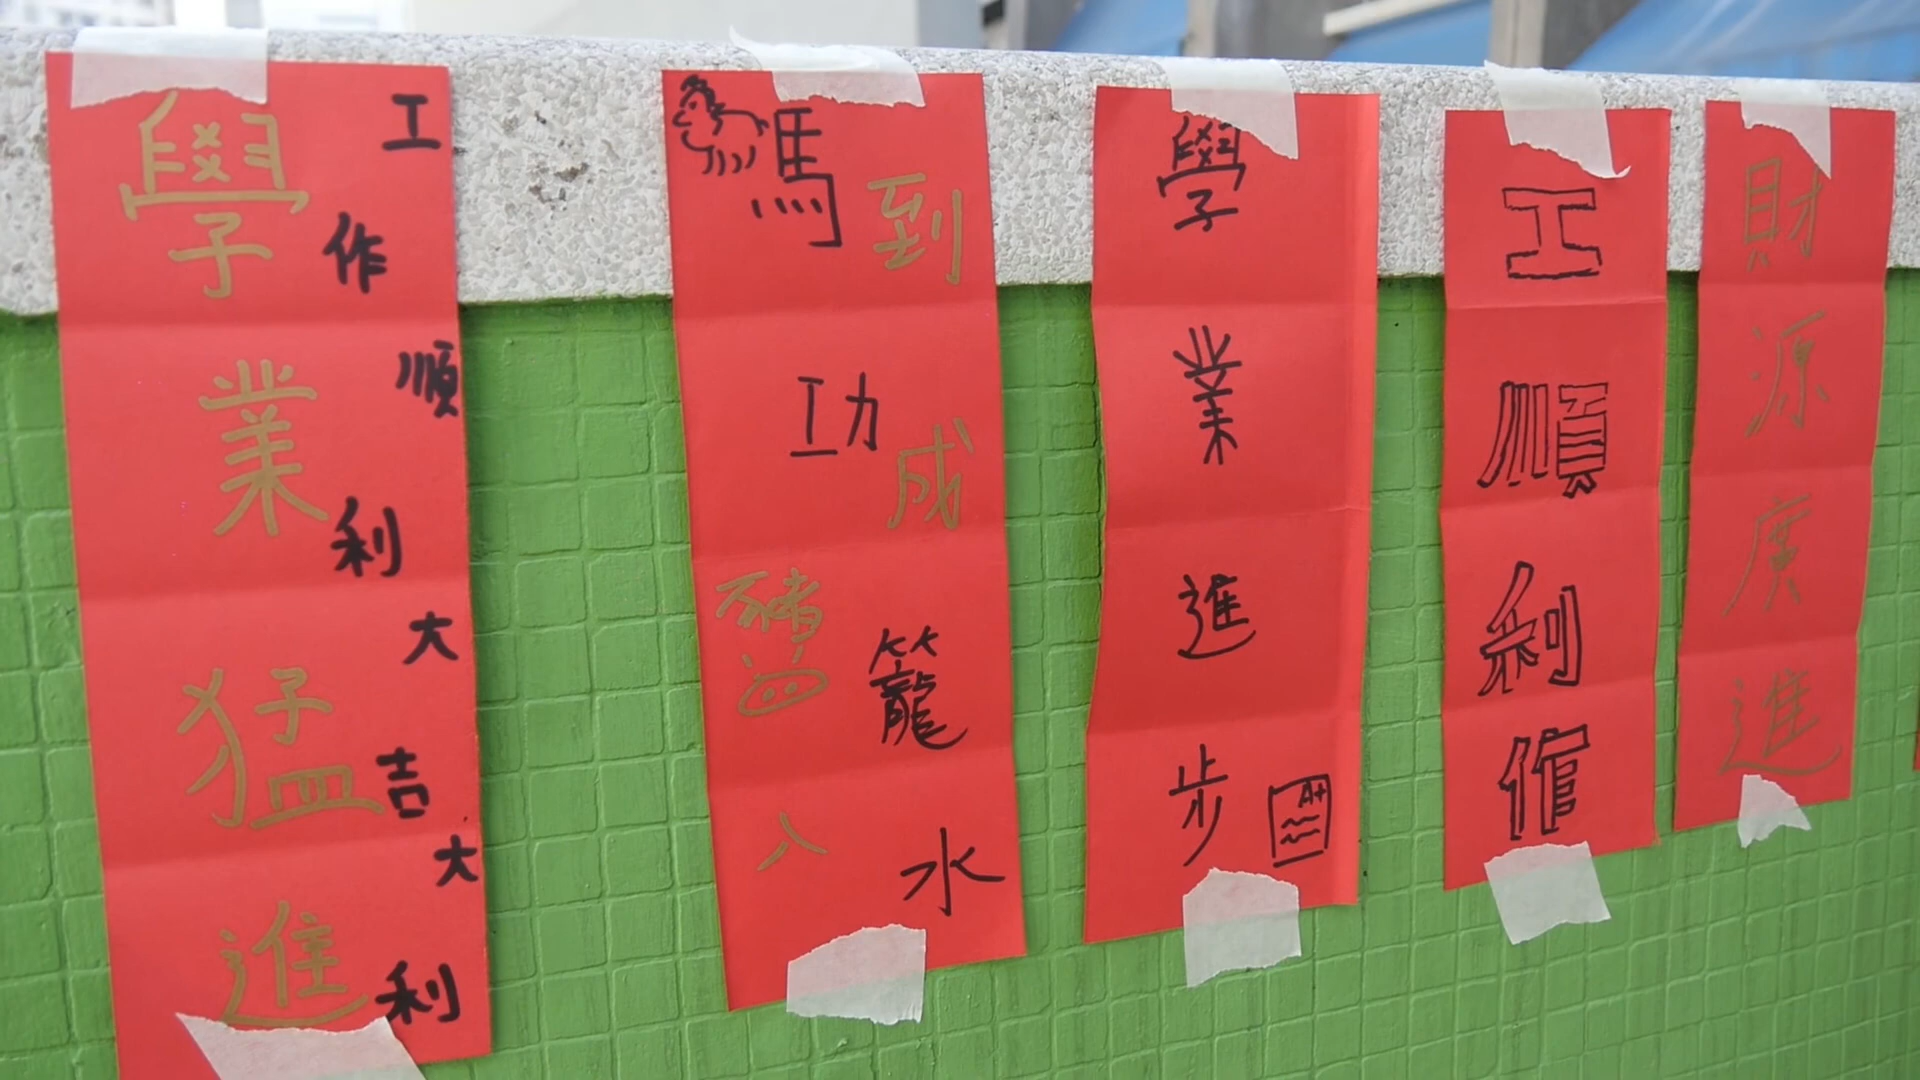 學業猛進
工作順利大吉大利
馬到功成
豬籠入水
學業進步
A+
工順利作
財源廣進